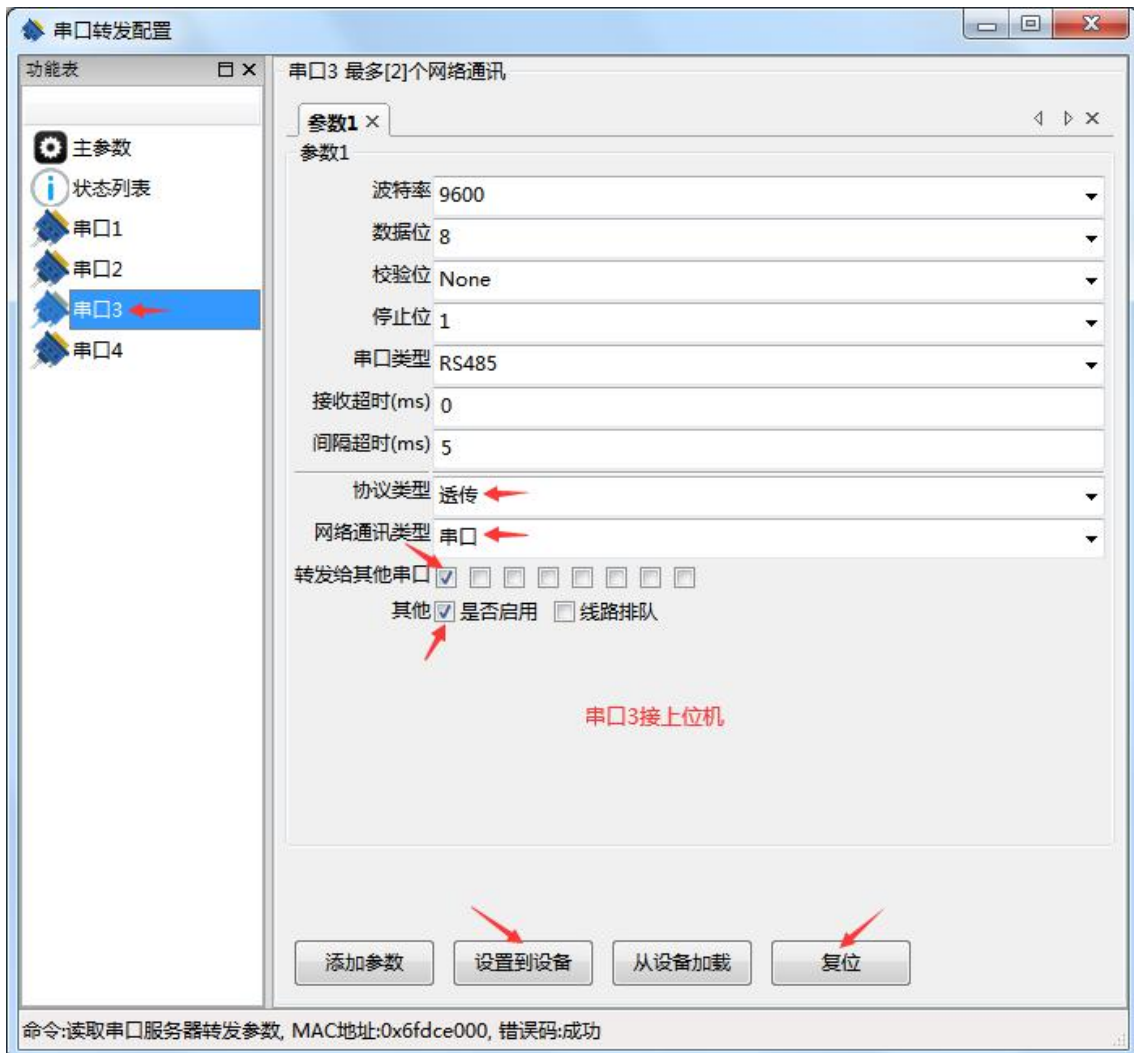 串口转发配置
功能表
主参数
状态列表
串口1
串口2
串口3
串口4
串口3 最多[2]个网络通讯
参数1
参数1
波特率 9600
数据位 8
校验位 None
停止位 1
串口类型 RS485
接收超时(ms) 0
间隔超时(ms) 5
协议类型 透传
网络通讯类型 串口
转发给其他串口
其他 是否启用 线路排队
串口3接上位机
添加参数 设置到设备 从设备加载 复位
命令:读取串口服务器转发参数, MAC地址:0x6fdce000, 错误码:成功